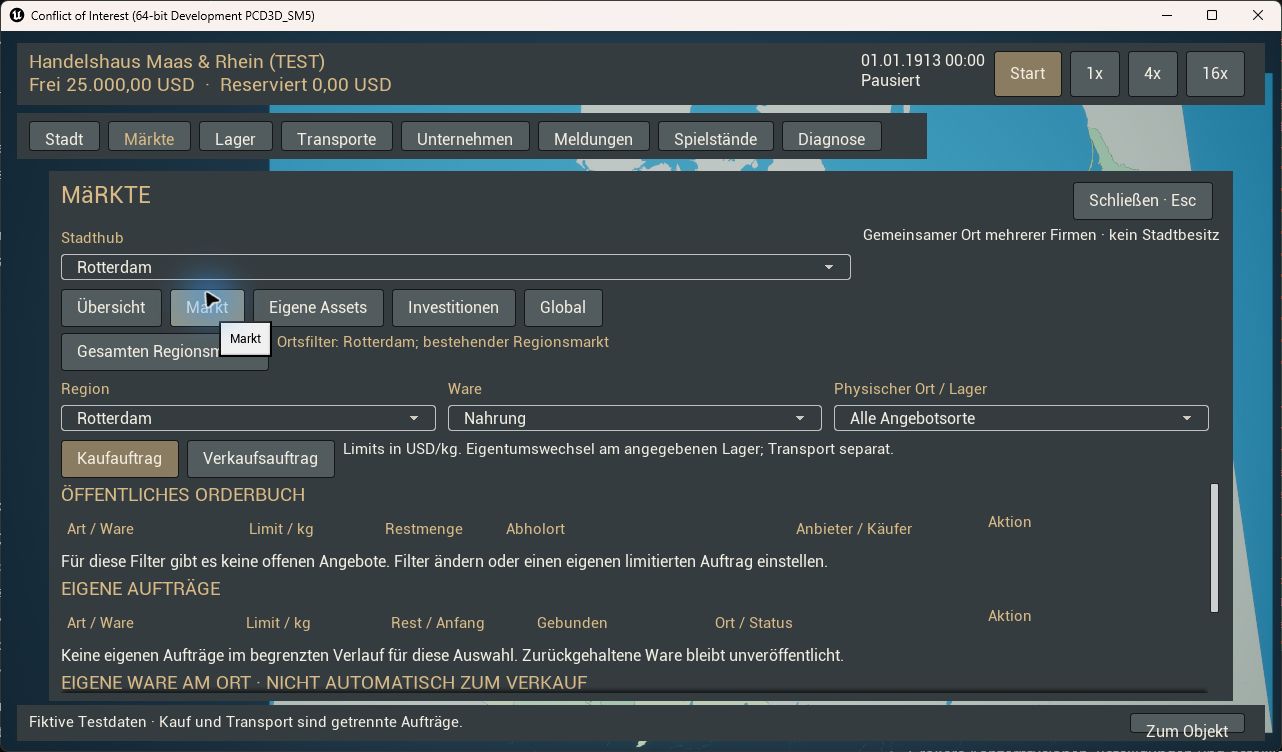 Conflict of Interest (64-bit Development PCD3D_SM5)
Handelshaus Maas & Rhein (TEST)
Frei 25.000,00 USD · Reserviert 0,00 USD
01.01.1913 00:00
Pausiert
Start 1x 4x 16x
Stadt Märkte Lager Transporte Unternehmen Meldungen Spielstände Diagnose
MäRKTE
Schließen · Esc
Stadthub
Gemeinsamer Ort mehrerer Firmen · kein Stadtbesitz
Rotterdam
Übersicht Markt Eigene Assets Investitionen Global
Markt
Gesamten Ortsfilter: Rotterdam; bestehender Regionsmarkt
Region Ware Physischer Ort / Lager
Rotterdam Nahrung Alle Angebotsorte
Kaufauftrag Verkaufsauftrag Limits in USD/kg. Eigentumswechsel am angegebenen Lager; Transport separat.
ÖFFENTLICHES ORDERBUCH
Art / Ware Limit / kg Restmenge Abholort Anbieter / Käufer Aktion
Für diese Filter gibt es keine offenen Angebote. Filter ändern oder einen eigenen limitierten Auftrag einstellen.
EIGENE AUFTRÄGE
Art / Ware Limit / kg Rest / Anfang Gebunden Ort / Status Aktion
Keine eigenen Aufträge im begrenzten Verlauf für diese Auswahl. Zurückgehaltene Ware bleibt unveröffentlicht.
EIGENE WARE AM ORT · NICHT AUTOMATISCH ZUM VERKAUF
Fiktive Testdaten · Kauf und Transport sind getrennte Aufträge.
Zum Objekt